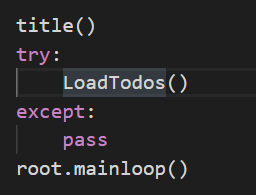 title()
try:
    LoadTodos()
except:
    pass
root.mainloop()